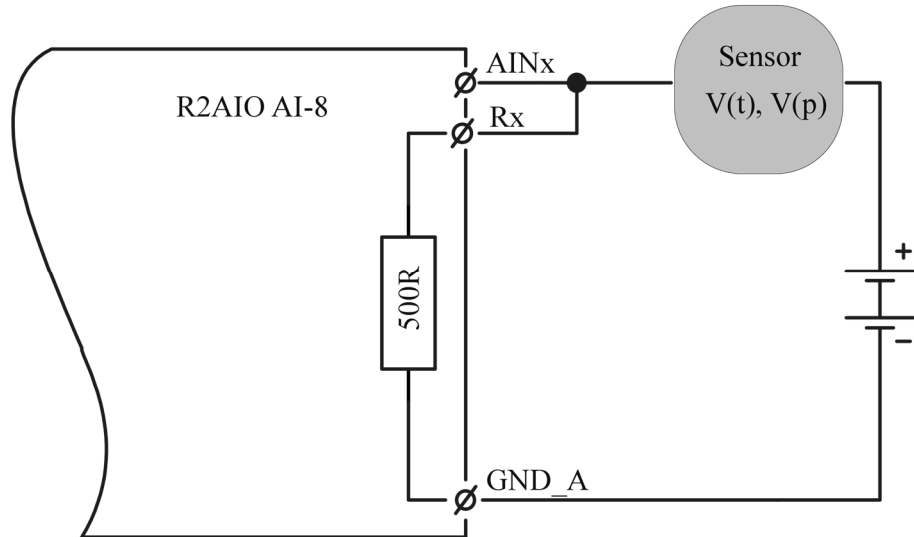 AINx
Sensor
V(t), V(p)
R2AIO AI-8
Rx
500R
+
–
GND_A